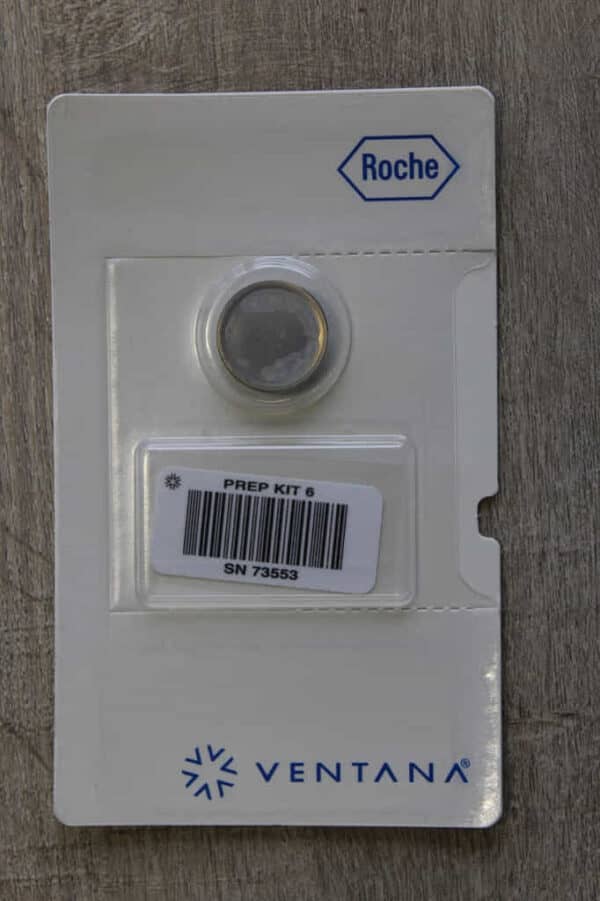 Roche
PREP KIT 6
SN 73553
VENTANA®